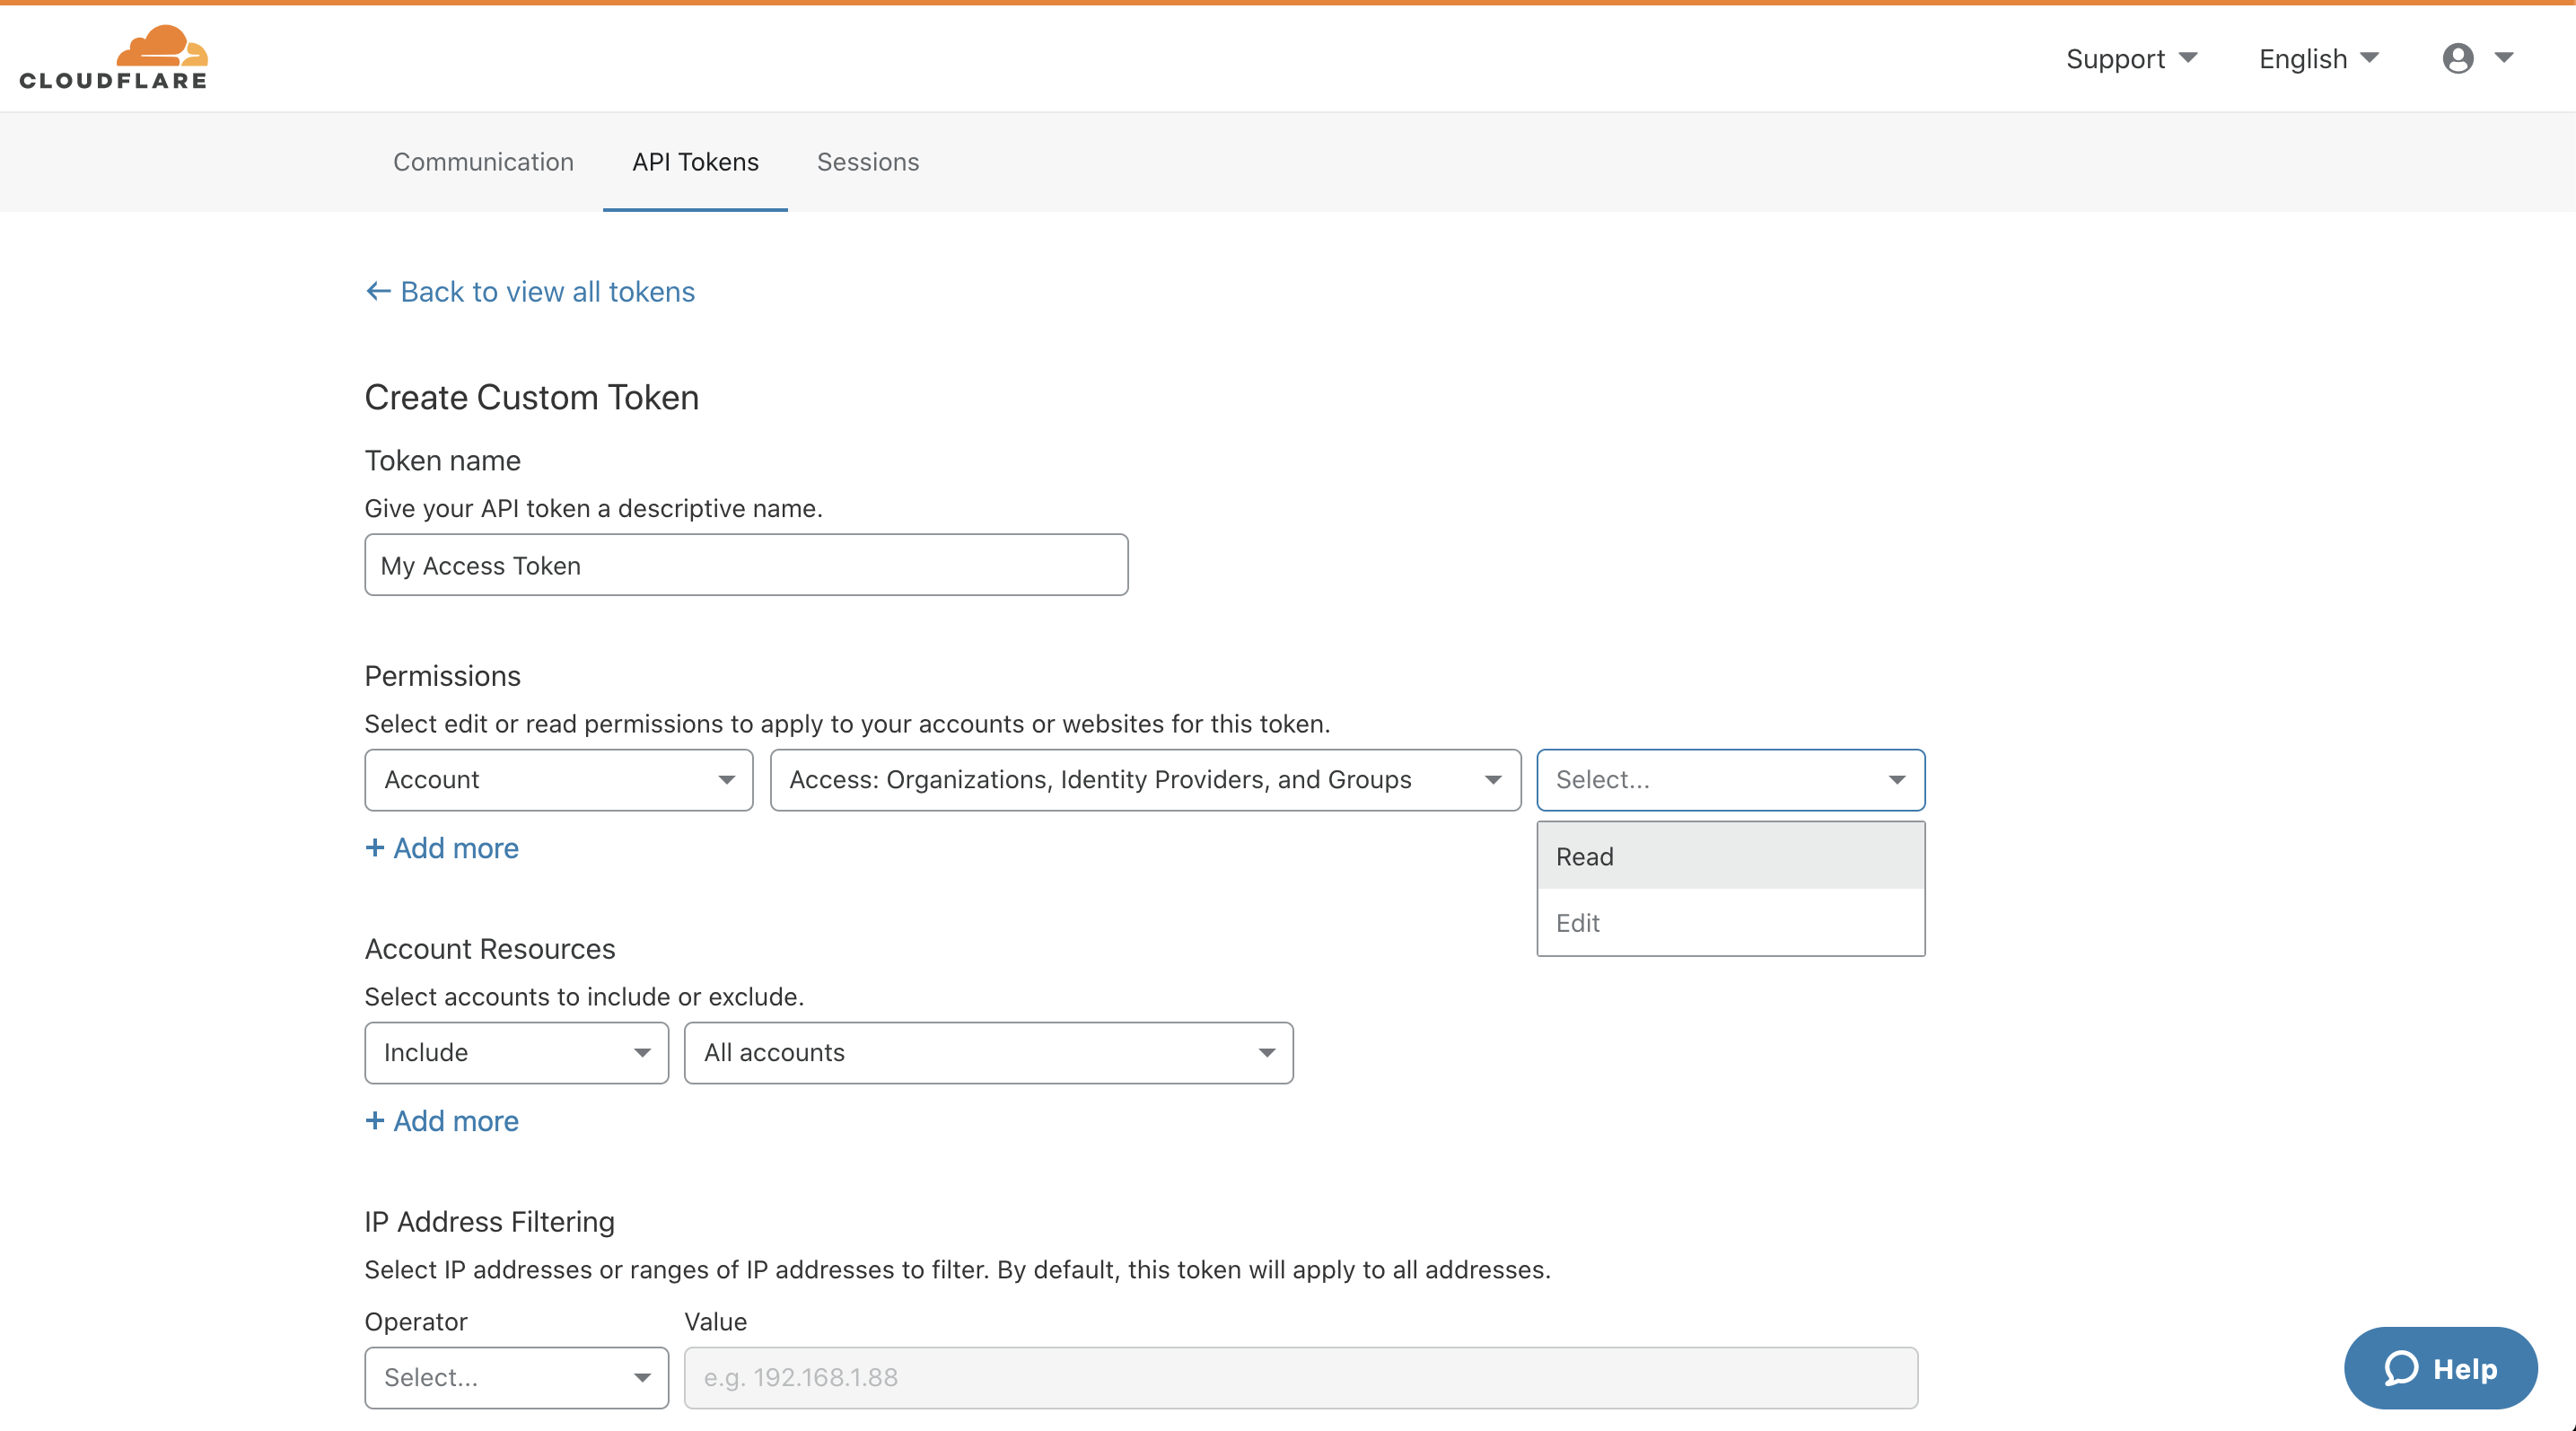 CLOUDFLARE
Support
English
Communication
API Tokens
Sessions
← Back to view all tokens
Create Custom Token
Token name
Give your API token a descriptive name.
My Access Token
Permissions
Select edit or read permissions to apply to your accounts or websites for this token.
Account
Access: Organizations, Identity Providers, and Groups
Select...
+ Add more
Read
Edit
Account Resources
Select accounts to include or exclude.
Include
All accounts
+ Add more
IP Address Filtering
Select IP addresses or ranges of IP addresses to filter. By default, this token will apply to all addresses.
Operator
Value
Select...
e.g. 192.168.1.88
Help